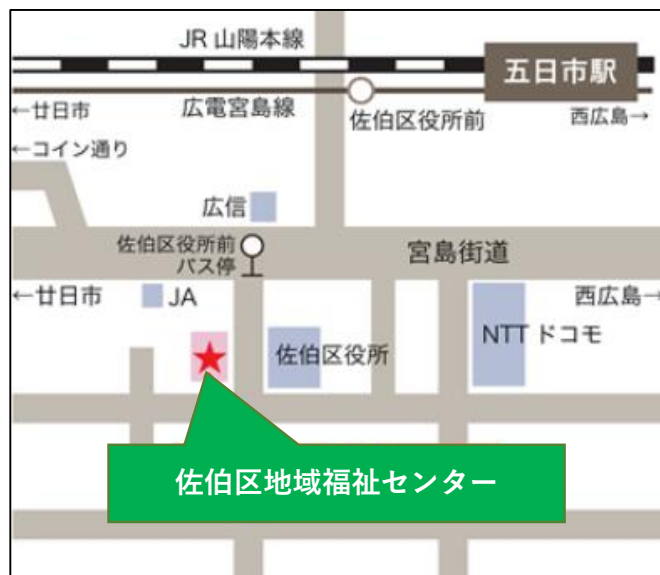 JR 山陽本線
五日市駅
←廿日市
広電宮島線
佐伯区役所前
西広島→
←コイン通り
広信
佐伯区役所前
バス停
宮島街道
←廿日市
JA
西広島→
佐伯区役所
NTT ドコモ
佐伯区地域福祉センター